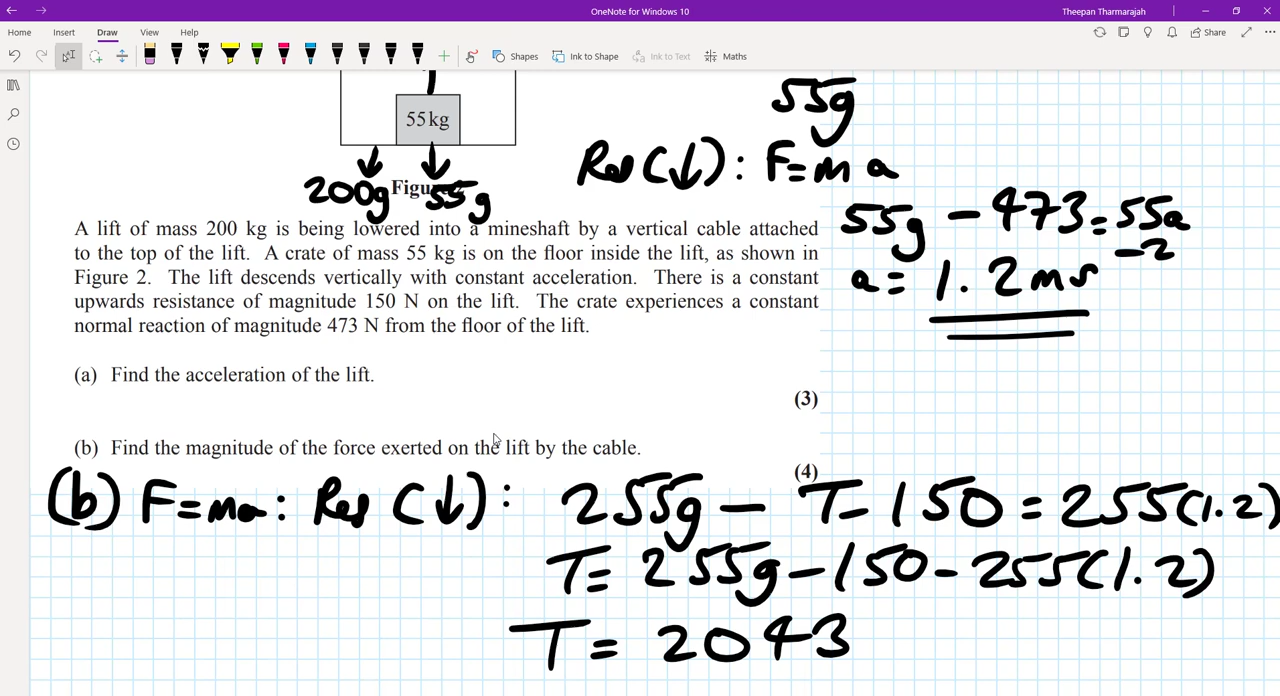 OneNote for Windows 10
Theepan Tharmarajah
Home Insert Draw View Help
Share
Shapes Ink to Shape Ink to Text Maths
55kg
200g Figu 55g
55g
Res(↓): F=ma
55g - 473 = 55a
a = 1.2ms-2
A lift of mass 200 kg is being lowered into a mineshaft by a vertical cable attached
to the top of the lift. A crate of mass 55 kg is on the floor inside the lift, as shown in
Figure 2. The lift descends vertically with constant acceleration. There is a constant
upwards resistance of magnitude 150 N on the lift. The crate experiences a constant
normal reaction of magnitude 473 N from the floor of the lift.
(a) Find the acceleration of the lift.
(3)
(b) Find the magnitude of the force exerted on the lift by the cable.
(4)
(b) F=ma: Res(↓): 255g - T - 150 = 255(1.2)
T = 255g - 150 - 255(1.2)
T = 2043